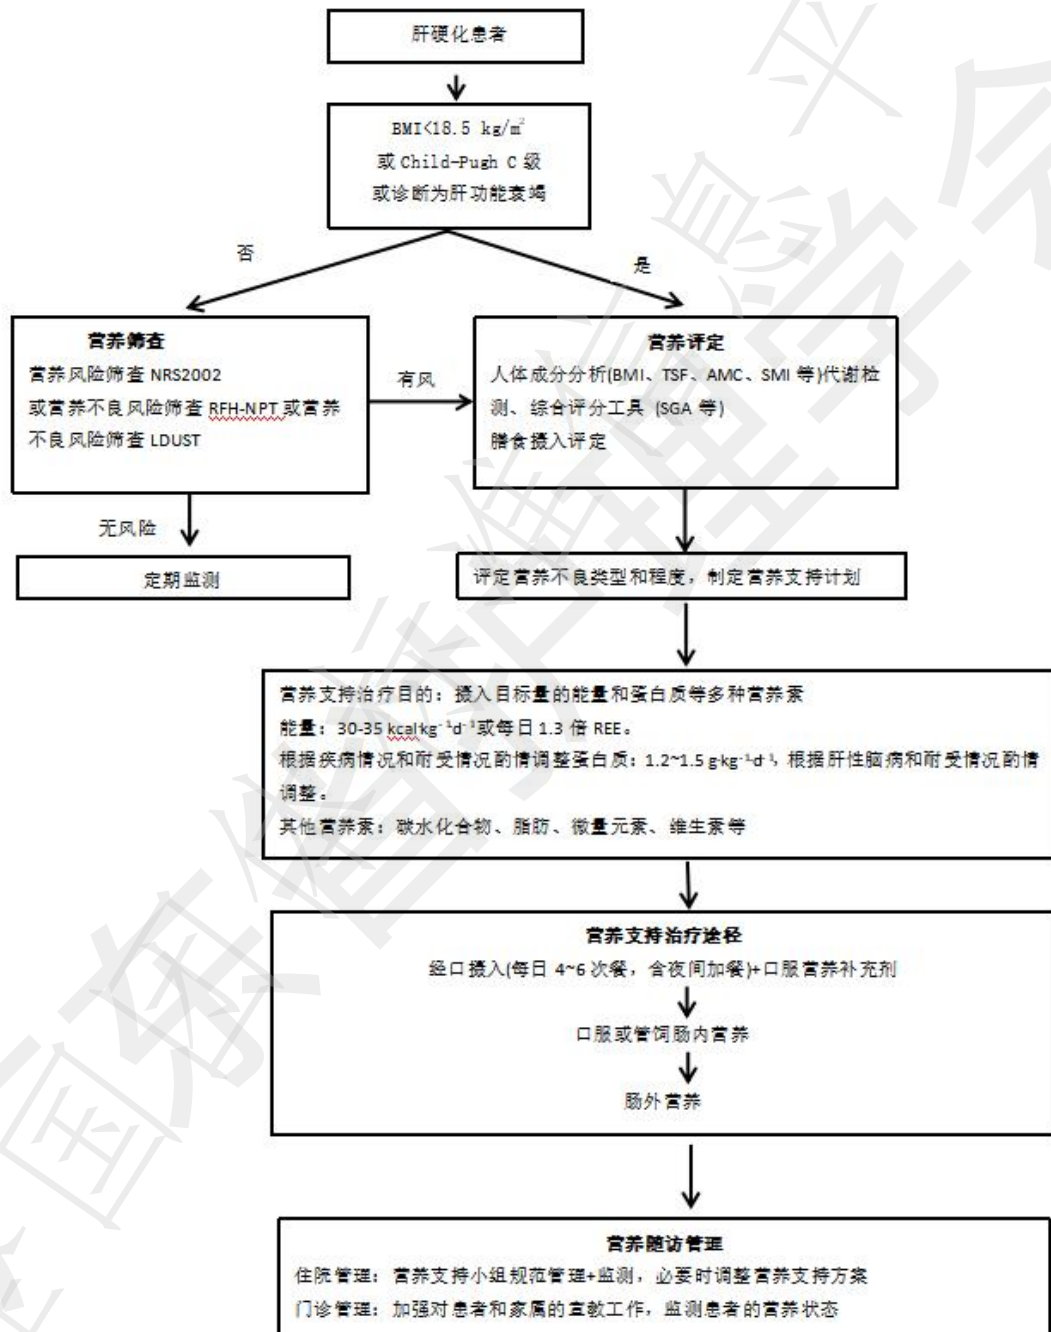 肝硬化患者
BMI<18.5 kg/m²
或 Child-Pugh C 级
或诊断为肝功能衰竭
否
是
营养筛查
营养风险筛查 NRS2002
或营养不良风险筛查 RFH-NPT 或营养
不良风险筛查 LDUST
有风
营养评定
人体成分分析(BMI、TSF、AMC、SMI 等)代谢检
测、综合评分工具 (SGA 等)
膳食摄入评定
无风险
定期监测
评定营养不良类型和程度，制定营养支持计划
营养支持治疗目的：摄入目标量的能量和蛋白质等多种营养素
能量：30-35 kcal·kg⁻¹d⁻¹或每日 1.3 倍 REE。
根据疾病情况和耐受情况酌情调整蛋白质：1.2~1.5 g·kg⁻¹·d⁻¹，根据肝性脑病和耐受情况酌情
调整。
其他营养素：碳水化合物、脂肪、微量元素、维生素等
营养支持治疗途径
经口摄入(每日 4~6 次餐，含夜间加餐)+口服营养补充剂
口服或管饲肠内营养
肠外营养
营养随访管理
住院管理：营养支持小组规范管理+监测，必要时调整营养支持方案
门诊管理：加强对患者和家属的宣教工作，监测患者的营养状态